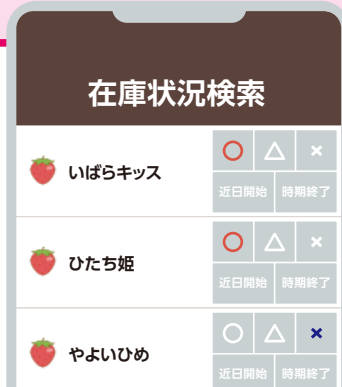 在庫状況検索
いばらキッス
○ △ ×
近日開始 時期終了
ひたち姫
○ △ ×
近日開始 時期終了
やよいひめ
○ △ ×
近日開始 時期終了